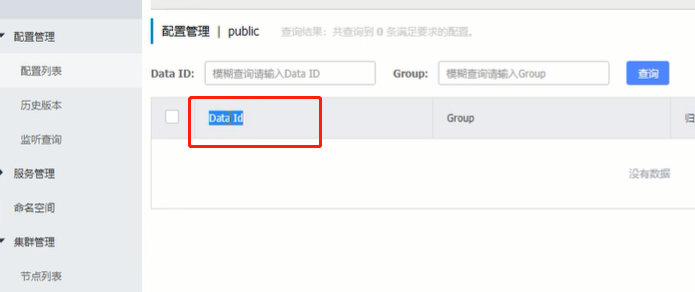 配置管理
配置列表
历史版本
监听查询
服务管理
命名空间
集群管理
节点列表
配置管理 | public 查询结果：共查询到 0 条满足要求的配置。
Data ID: 模糊查询请输入Data ID Group: 模糊查询请输入Group 查询
Data Id Group 归
没有数据